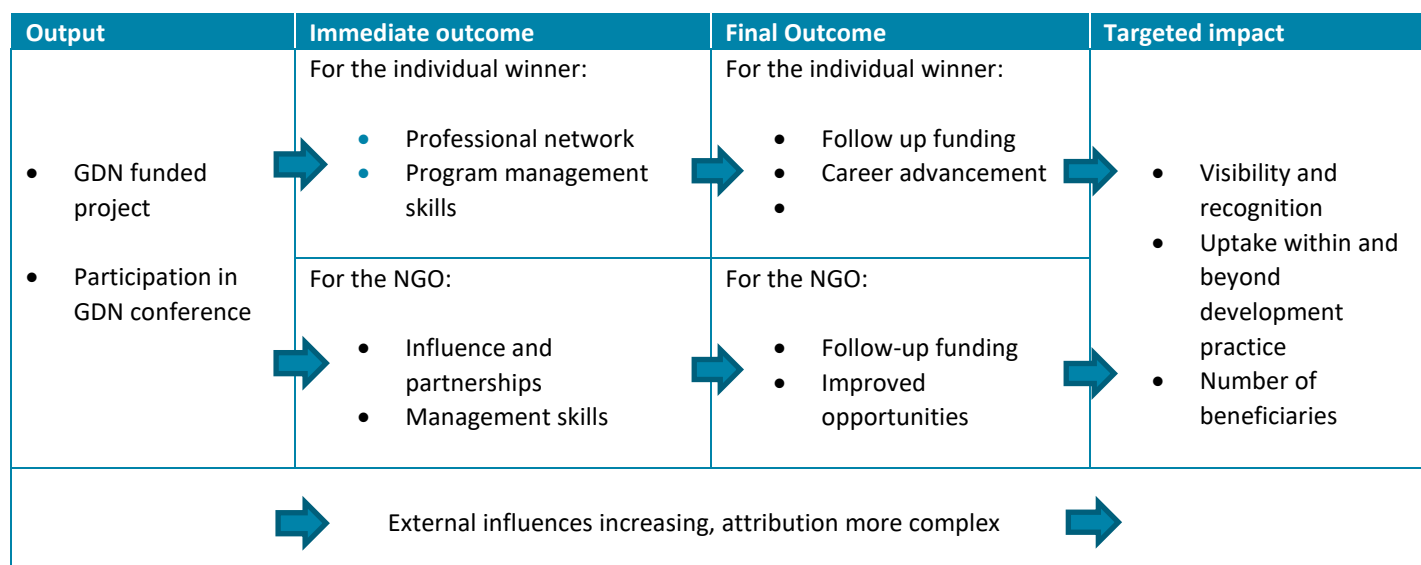 Output Immediate outcome Final Outcome Targeted impact
• GDN funded
project
• Participation in
GDN conference
For the individual winner:
• Professional network
• Program management
skills
For the individual winner:
• Follow up funding
• Career advancement
•
For the NGO:
• Influence and
partnerships
• Management skills
For the NGO:
• Follow-up funding
• Improved
opportunities
• Visibility and
recognition
• Uptake within and
beyond
development
practice
• Number of
beneficiaries
External influences increasing, attribution more complex